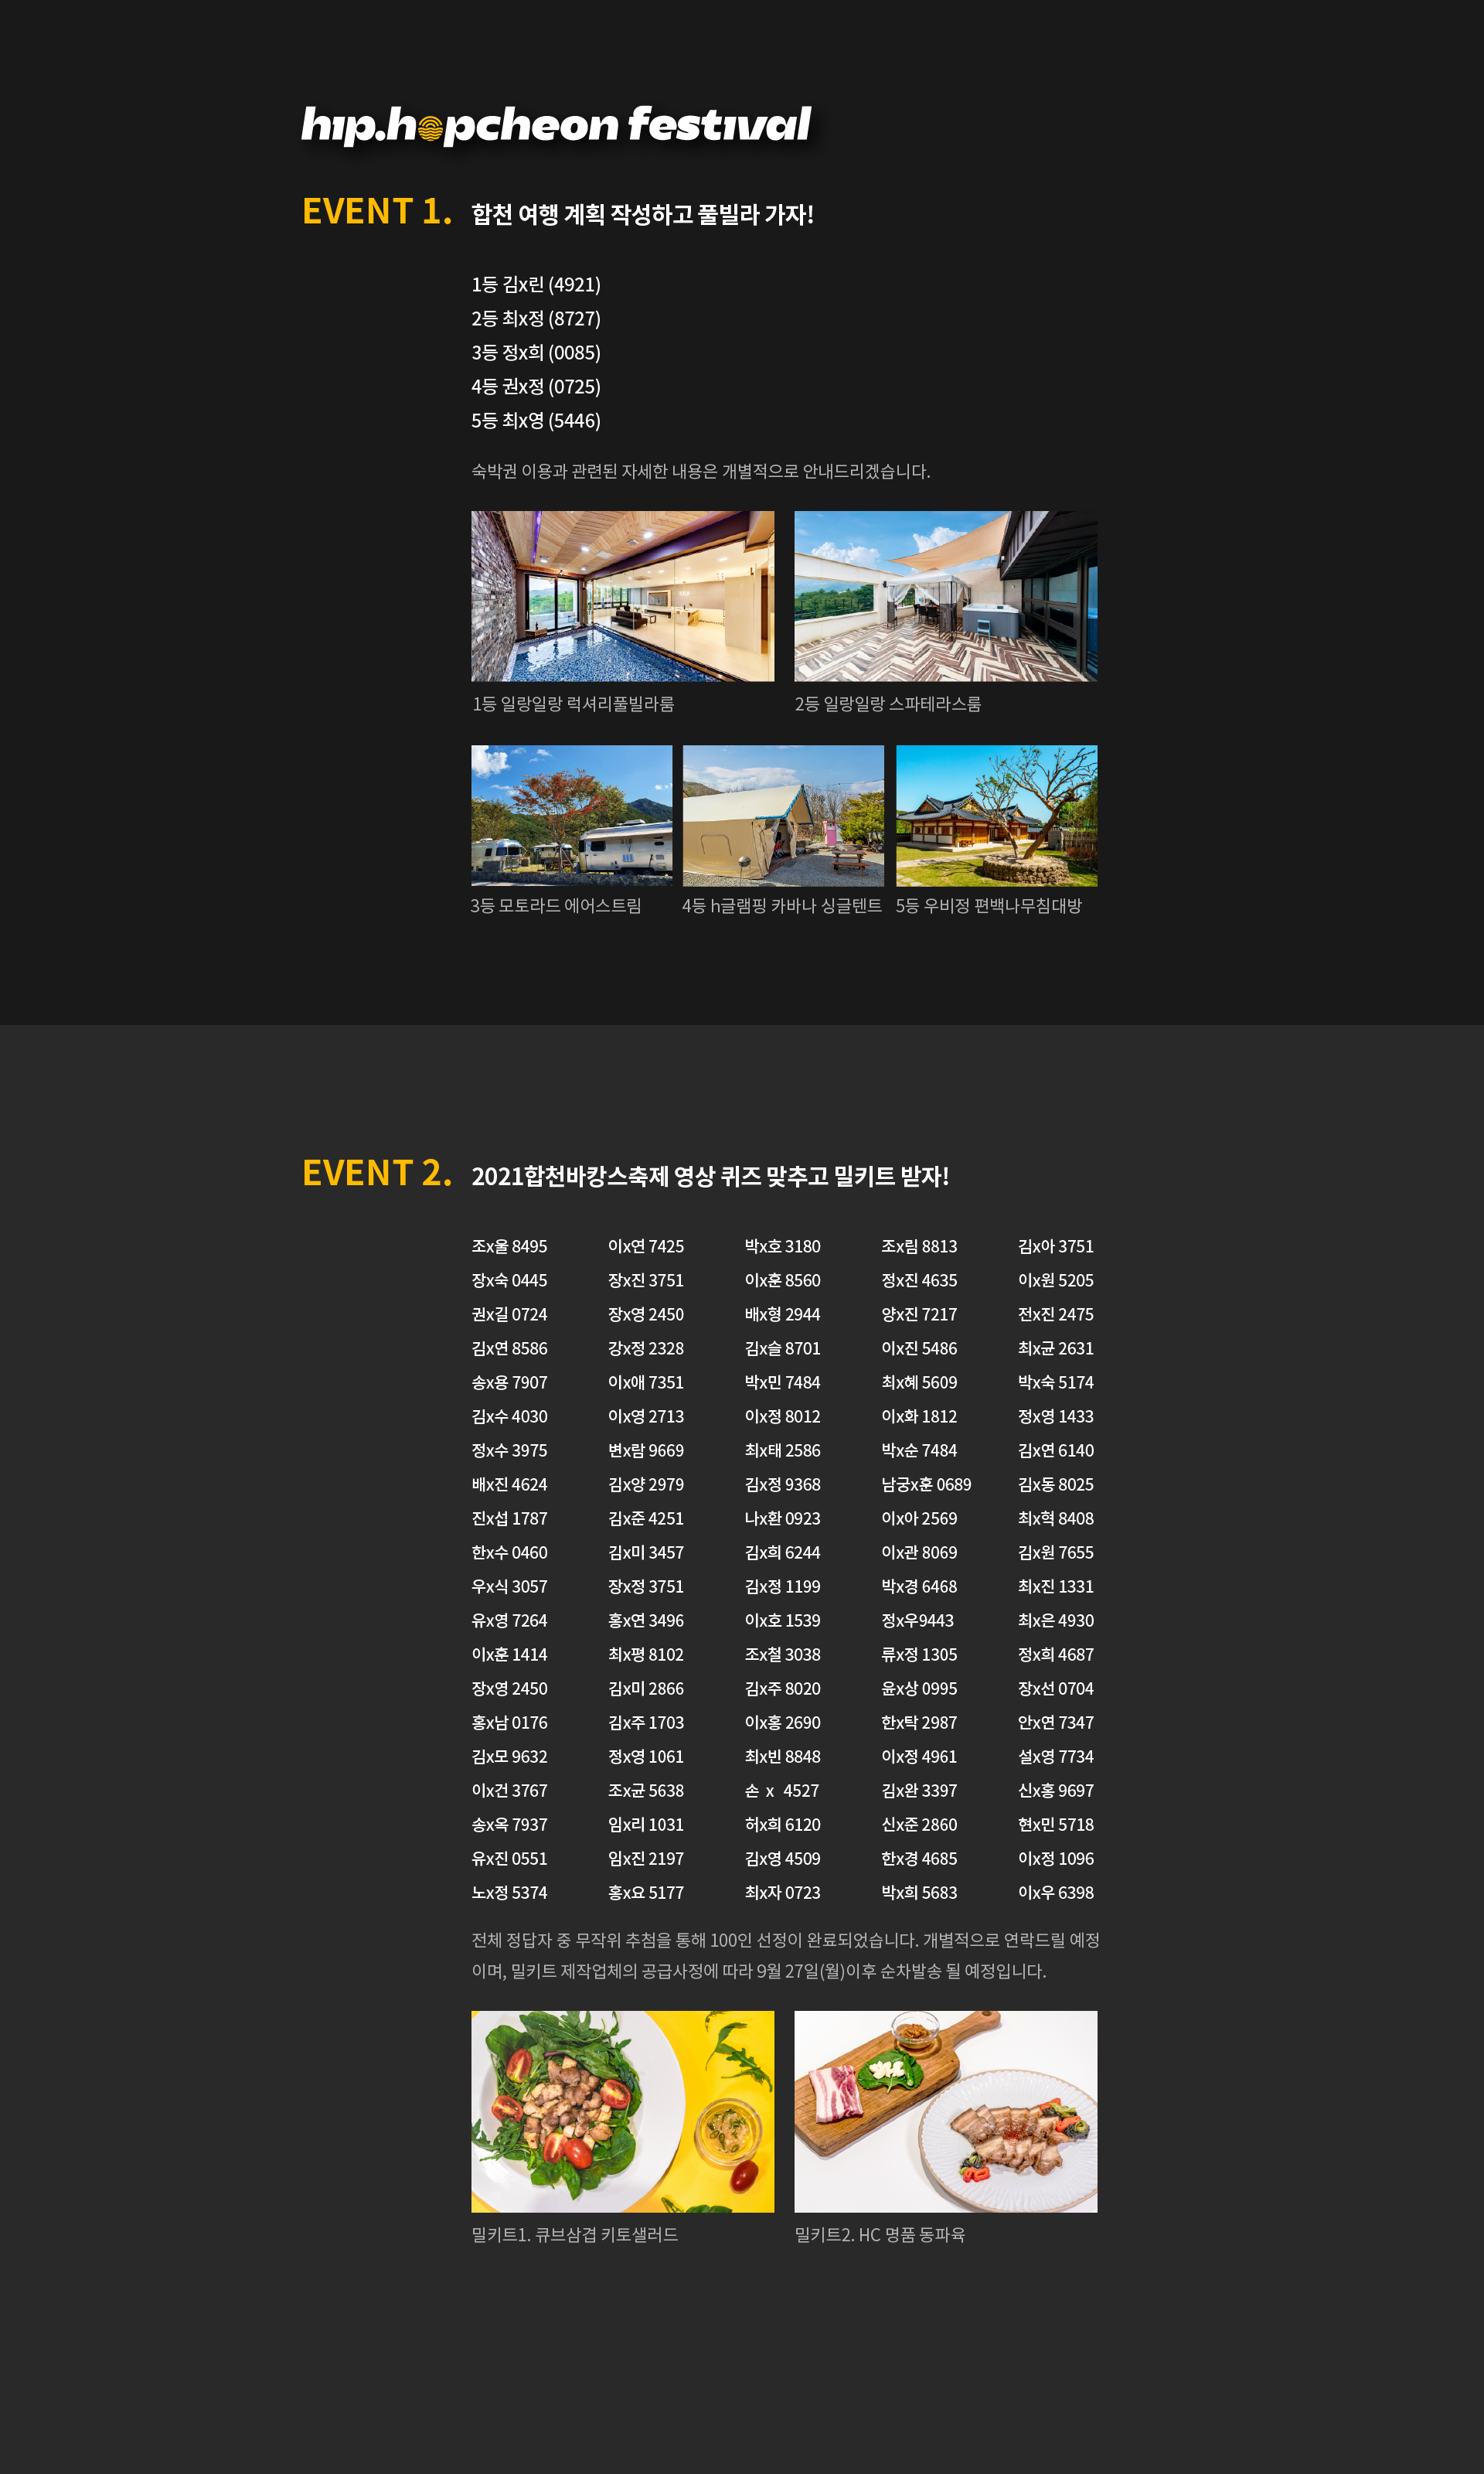 hip.hopcheon festival
EVENT 1. 합천 여행 계획 작성하고 풀빌라 가자!
1등 김x린 (4921)
2등 최x정 (8727)
3등 정x희 (0085)
4등 권x정 (0725)
5등 최x영 (5446)
숙박권 이용과 관련된 자세한 내용은 개별적으로 안내드리겠습니다.
1등 일랑일랑 럭셔리풀빌라룸 2등 일랑일랑 스파테라스룸
3등 모토라드 에어스트림 4등 h글램핑 카바나 싱글텐트 5등 우비정 편백나무침대방
EVENT 2. 2021합천바캉스축제 영상 퀴즈 맞추고 밀키트 받자!
조x울 8495 이x연 7425 박x호 3180 조x림 8813 김x아 3751
장x숙 0445 장x진 3751 이x훈 8560 정x진 4635 이x원 5205
권x길 0724 장x영 2450 배x형 2944 양x진 7217 전x진 2475
김x연 8586 강x정 2328 김x슬 8701 이x진 5486 최x균 2631
송x용 7907 이x애 7351 박x민 7484 최x혜 5609 박x숙 5174
김x수 4030 이x영 2713 이x정 8012 이x화 1812 정x영 1433
정x수 3975 변x람 9669 최x태 2586 박x순 7484 김x연 6140
배x진 4624 김x양 2979 김x정 9368 남궁x훈 0689 김x동 8025
진x섭 1787 김x준 4251 나x환 0923 이x아 2569 최x혁 8408
한x수 0460 김x미 3457 김x희 6244 이x관 8069 김x원 7655
우x식 3057 장x정 3751 김x정 1199 박x경 6468 최x진 1331
유x영 7264 홍x연 3496 이x호 1539 정x우9443 최x은 4930
이x훈 1414 최x평 8102 조x철 3038 류x정 1305 정x희 4687
장x영 2450 김x미 2866 김x주 8020 윤x상 0995 장x선 0704
홍x남 0176 김x주 1703 이x홍 2690 한x탁 2987 안x연 7347
김x모 9632 정x영 1061 최x빈 8848 이x정 4961 설x영 7734
이x건 3767 조x균 5638 손 x 4527 김x완 3397 신x홍 9697
송x옥 7937 임x리 1031 허x희 6120 신x준 2860 현x민 5718
유x진 0551 임x진 2197 김x영 4509 한x경 4685 이x정 1096
노x정 5374 홍x요 5177 최x자 0723 박x희 5683 이x우 6398
전체 정답자 중 무작위 추첨을 통해 100인 선정이 완료되었습니다. 개별적으로 연락드릴 예정
이며, 밀키트 제작업체의 공급사정에 따라 9월 27일(월)이후 순차발송 될 예정입니다.
밀키트1. 큐브삼겹 키토샐러드 밀키트2. HC 명품 동파육